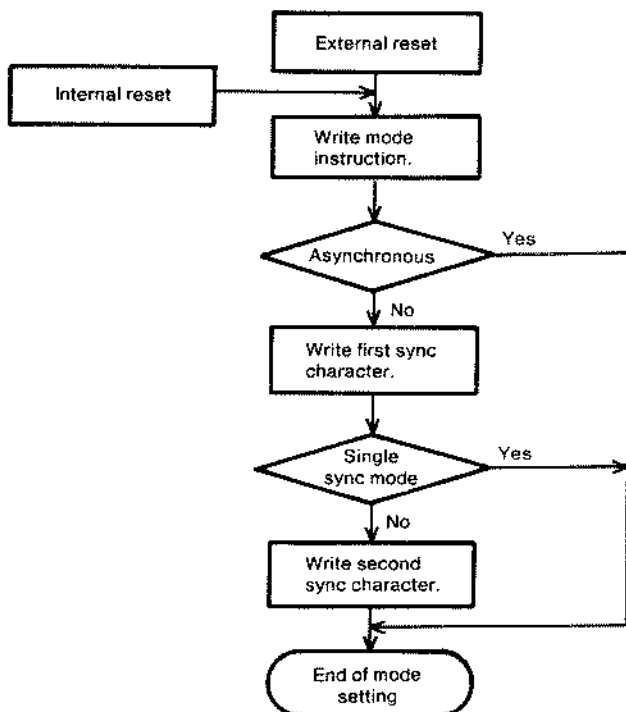 External reset
Internal reset
Write mode
instruction.
Asynchronous
Yes
No
Write first sync
character.
Single
sync mode
Yes
No
Write second
sync character.
End of mode
setting